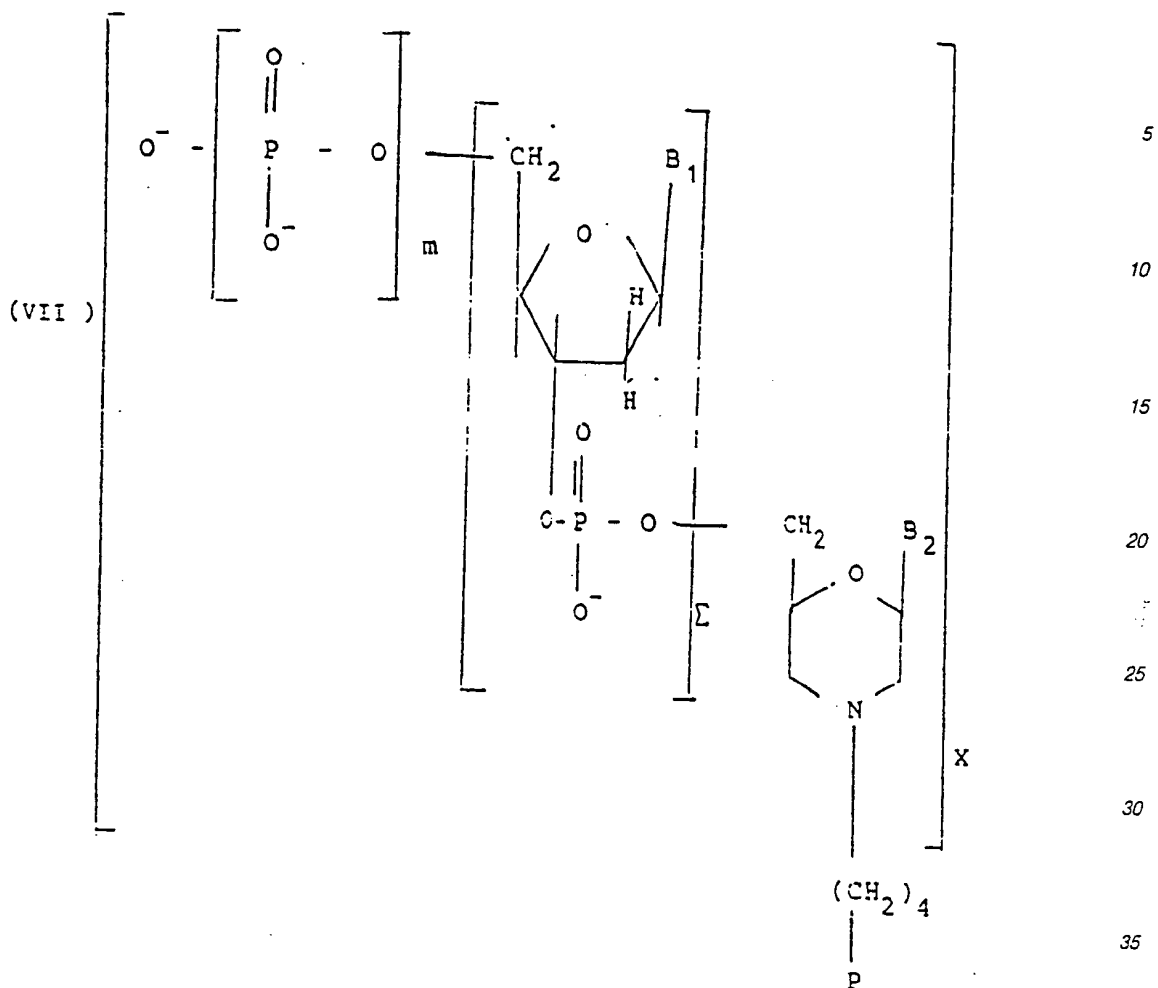 O
O⁻ - P - O CH₂ B₁ 5
O⁻ m O
(VII ) H 10
H
O 15
O - P - O CH₂ B₂ 20
O⁻ Σ O
25
N
X
30
(CH₂)₄
35
P